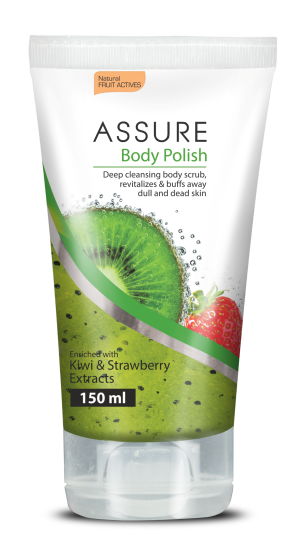 Natural
FRUIT ACTIVES
ASSURE
Body Polish
Deep cleansing body scrub,
revitalizes & buffs away
dull and dead skin
Enriched with
Kiwi & Strawberry
Extracts
150 ml